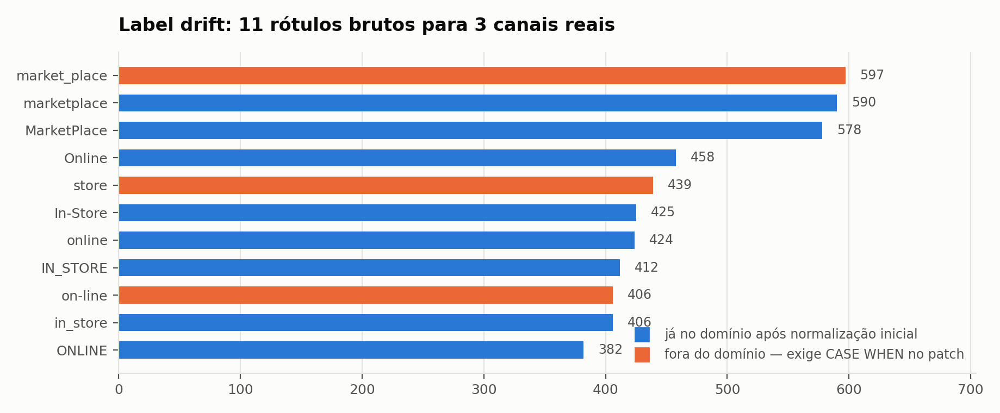 Label drift: 11 rótulos brutos para 3 canais reais
market_place 597
marketplace 590
MarketPlace 578
Online 458
store 439
In-Store 425
online 424
IN_STORE 412
on-line 406
in_store 406
ONLINE 382
já no domínio após normalização inicial
fora do domínio — exige CASE WHEN no patch
0 100 200 300 400 500 600 700